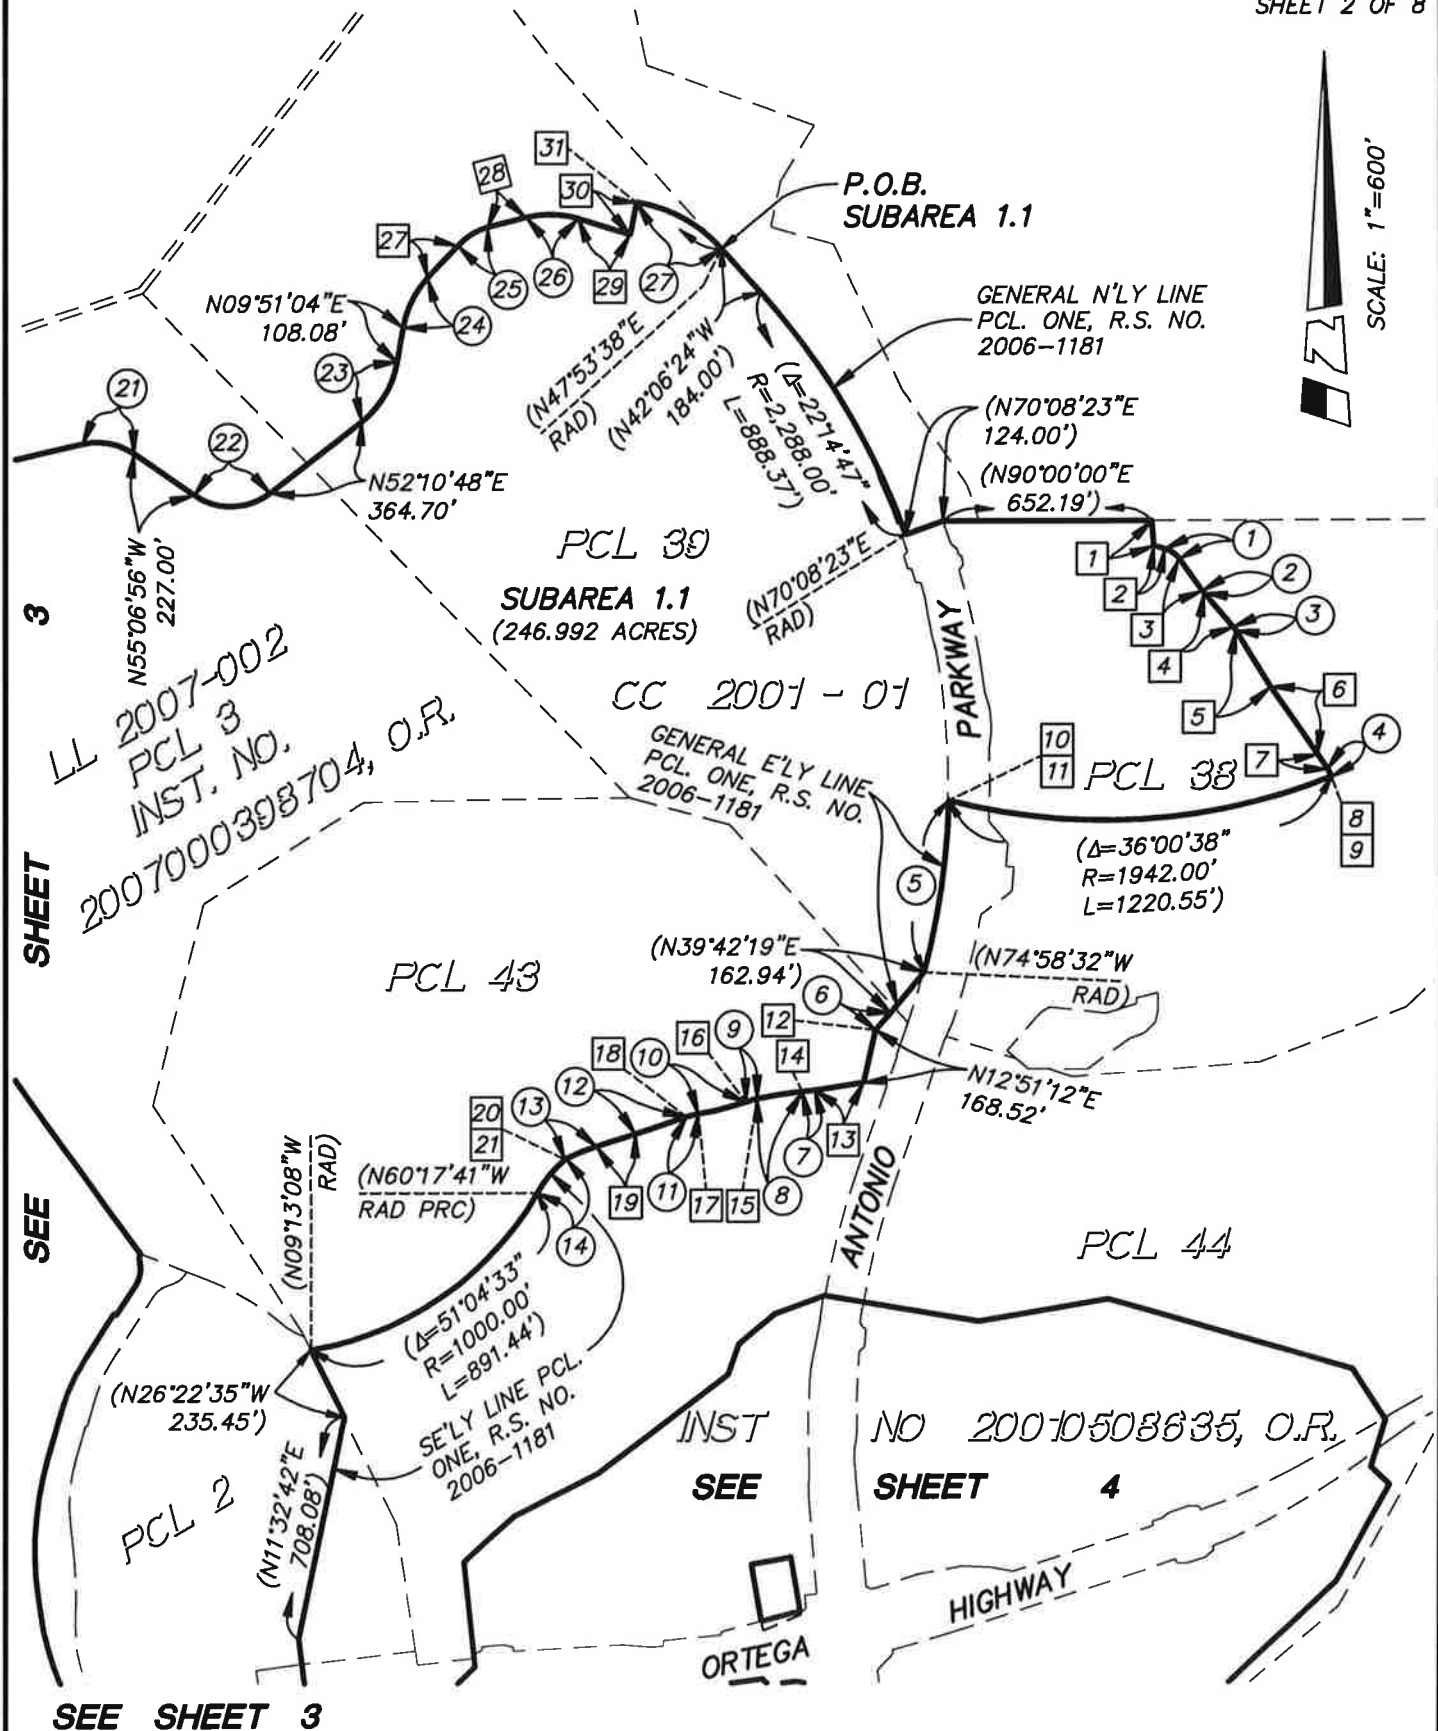 SHEET 2 OF 8
SCALE: 1"=600'
31
30
28
27
29
26
25
24
27
P.O.B.
SUBAREA 1.1
GENERAL N'LY LINE
PCL. ONE, R.S. NO.
2006-1181
N09°51'04"E
108.08'
23
21
22
N52°10'48"E
364.70'
N55°06'56"W
227.00'
(N47°53'38"E
RAD)
(N42°06'24"W
184.00')
(Δ=22°14'47"
R=2,288.00'
L=888.37')
(N70°08'23"E
124.00')
(N90°00'00"E
652.19')
(N70°08'23"E
RAD)
1
1
2
2
3
3
4
5
6
7
4
8
9
PCL 39
SUBAREA 1.1
(246.992 ACRES)
CC 2001 - 01
LL 2007-002
PCL 3
INST. NO.
2007000398704, O.R.
GENERAL E'LY LINE
PCL. ONE, R.S. NO.
2006-1181
PARKWAY
10
11
PCL 38
(Δ=36°00'38"
R=1942.00'
L=1220.55')
5
SEE SHEET 3
PCL 43
(N39°42'19"E
162.94')
(N74°58'32"W
RAD)
6
12
9
16
14
10
18
12
13
20
21
N12°51'12"E
168.52'
13
7
8
15
17
11
19
14
(N60°17'41"W
RAD PRC)
(N09°13'08"W
RAD)
ANTONIO
PCL 44
(Δ=51°04'33"
R=1000.00'
L=891.44')
SE'LY LINE PCL.
ONE, R.S. NO.
2006-1181
(N26°22'35"W
235.45')
(N11°32'42"E
708.08')
PCL 2
INST NO 20010508635, O.R.
SEE SHEET 4
HIGHWAY
ORTEGA
SEE SHEET 3